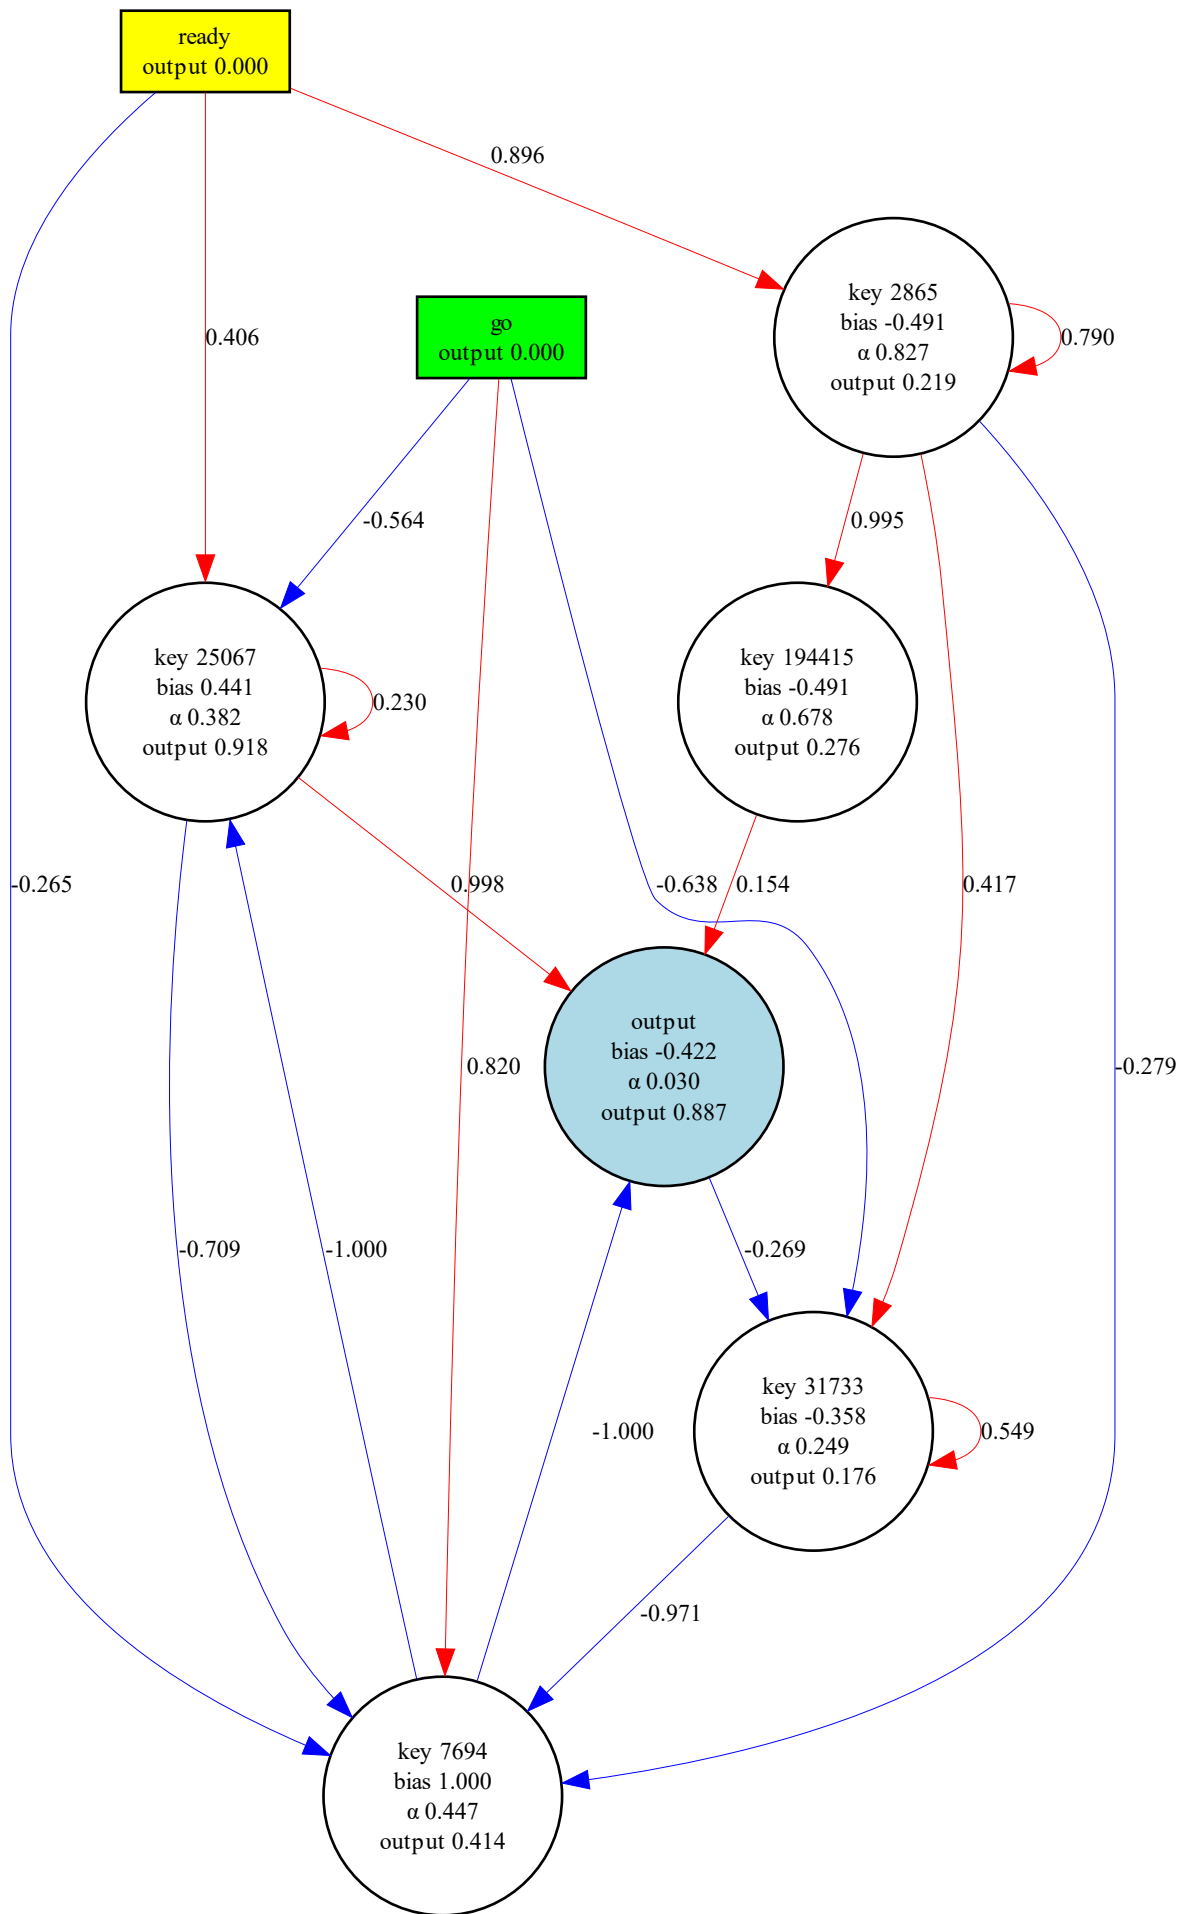 ready
output 0.000
0.896
key 2865
bias -0.491
α 0.827
output 0.219
0.790
go
output 0.000
0.406
-0.564
0.995
key 25067
bias 0.441
α 0.382
output 0.918
0.230
key 194415
bias -0.491
α 0.678
output 0.276
-0.265
0.998
-0.638
0.154
0.417
output
bias -0.422
α 0.030
output 0.887
0.820
-0.279
-0.709
-1.000
-0.269
key 31733
bias -0.358
α 0.249
output 0.176
0.549
-1.000
-0.971
key 7694
bias 1.000
α 0.447
output 0.414